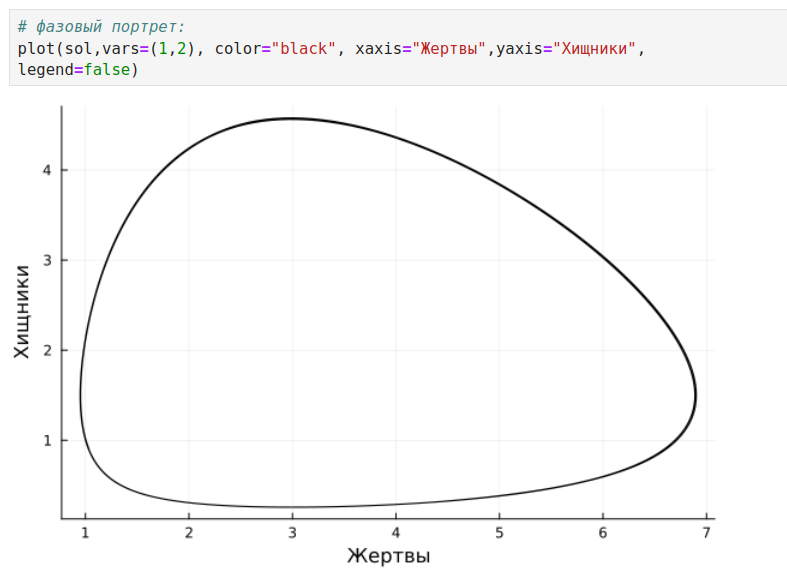 # фазовый портрет:
plot(sol,vars=(1,2), color="black", xaxis="Жертвы",yaxis="Хищники",
legend=false)
4
3
2
1
Хищники
1 2 3 4 5 6 7
Жертвы